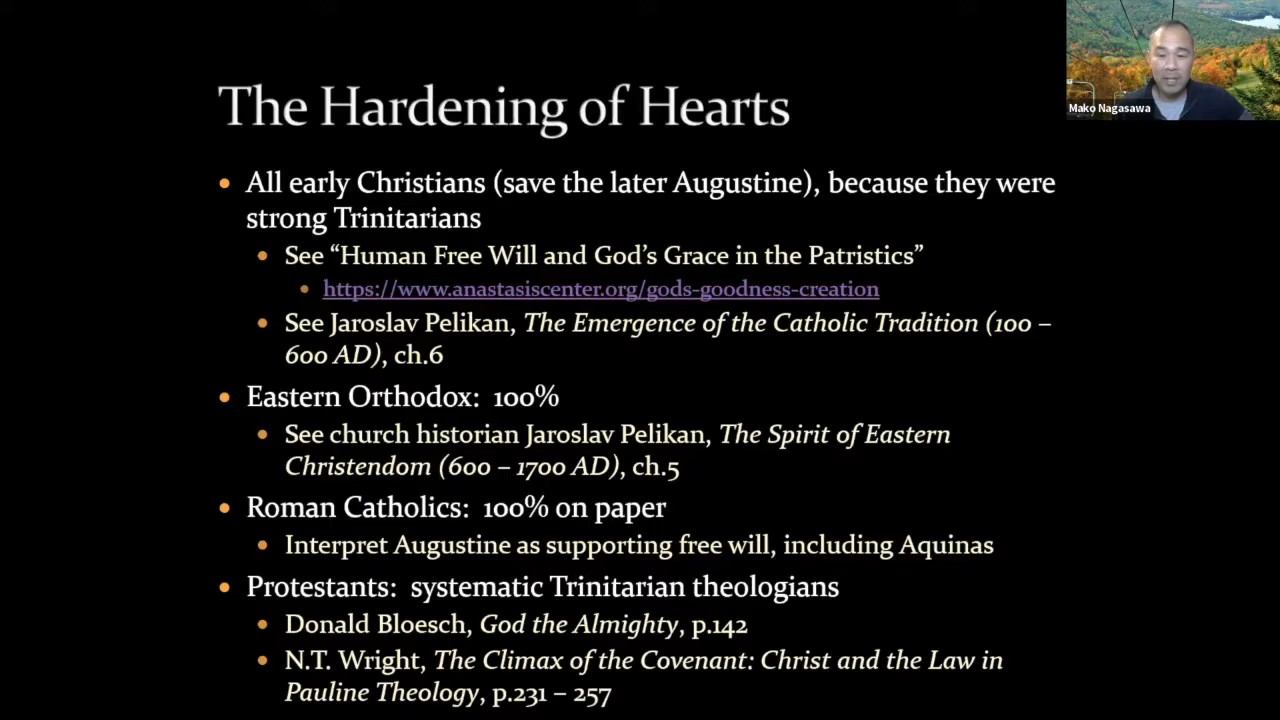 Mako Nagasawa
The Hardening of Hearts
• All early Christians (save the later Augustine), because they were
strong Trinitarians
• See “Human Free Will and God’s Grace in the Patristics”
• https://www.anastasiscenter.org/gods-goodness-creation
• See Jaroslav Pelikan, The Emergence of the Catholic Tradition (100 –
600 AD), ch.6
• Eastern Orthodox: 100%
• See church historian Jaroslav Pelikan, The Spirit of Eastern
Christendom (600 – 1700 AD), ch.5
• Roman Catholics: 100% on paper
• Interpret Augustine as supporting free will, including Aquinas
• Protestants: systematic Trinitarian theologians
• Donald Bloesch, God the Almighty, p.142
• N.T. Wright, The Climax of the Covenant: Christ and the Law in
Pauline Theology, p.231 – 257